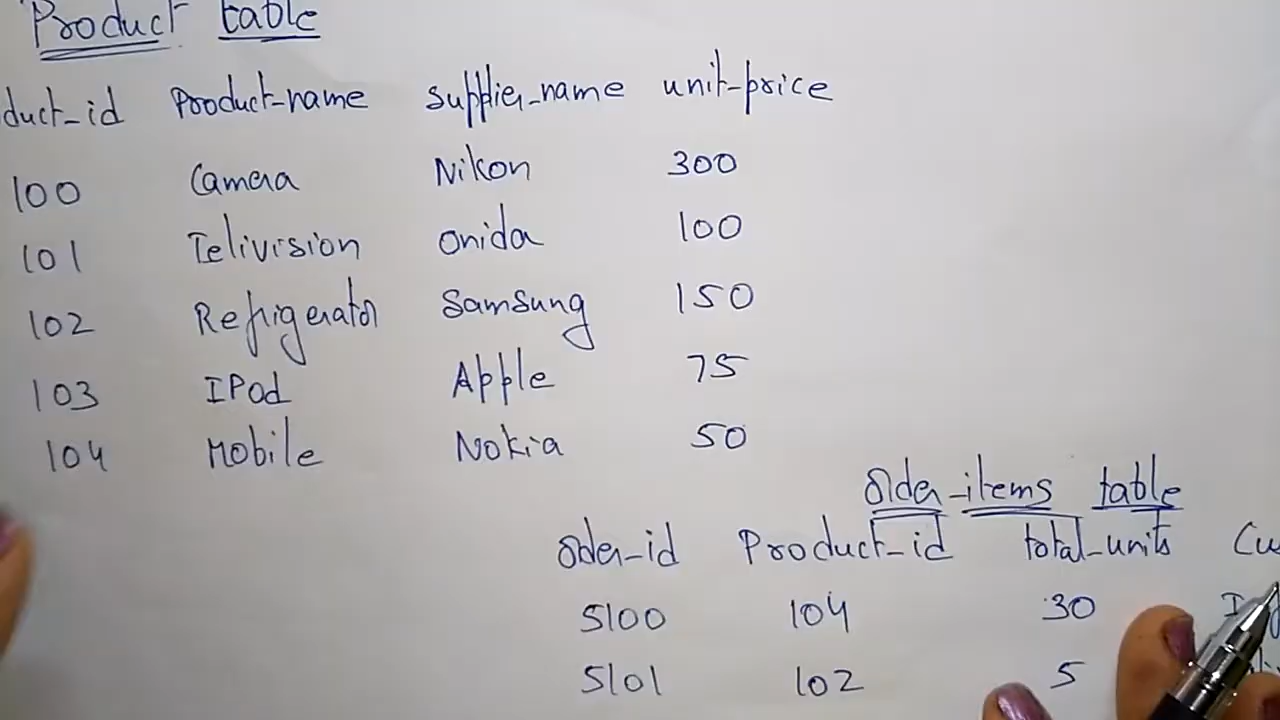 Product table
duct_id Product_name supplier_name unit_price
100 Camera Nikon 300
101 Telivision Onida 100
102 Refrigerator Samsung 150
103 IPod Apple 75
104 Mobile Nokia 50
Order_items table
Order_id Product_id total_units Cu
5100 104 30
5101 102 5